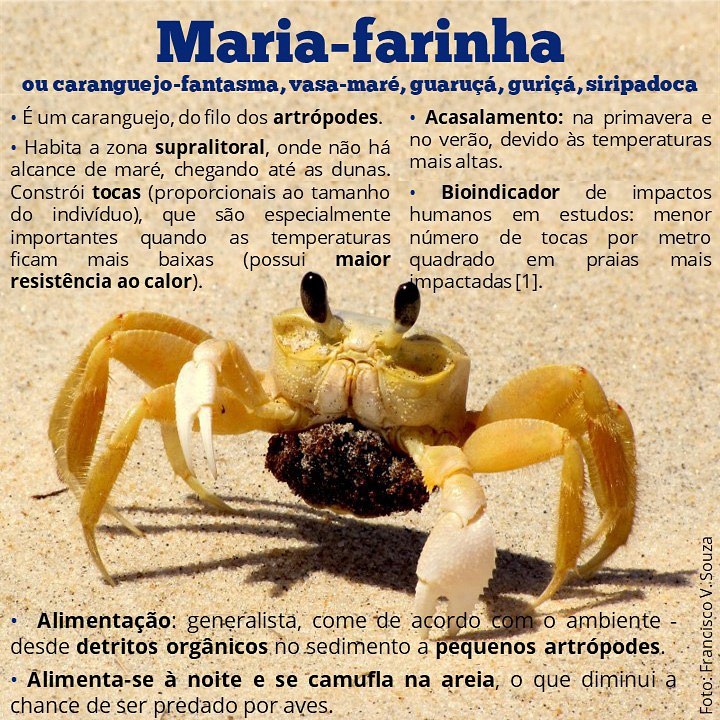 Maria-farinha
ou caranguejo-fantasma, vasa-maré, guaruçá, guriçá, siripadoca
• É um caranguejo, do filo dos artrópodes.
• Habita a zona supralitoral, onde não há
alcance de maré, chegando até as dunas.
Constrói tocas (proporcionais ao tamanho
do indivíduo), que são especialmente
importantes quando as temperaturas
ficam mais baixas (possui maior
resistência ao calor).
• Acasalamento: na primavera e
no verão, devido às temperaturas
mais altas.
• Bioindicador de impactos
humanos em estudos: menor
número de tocas por metro
quadrado em praias mais
impactadas [1].
• Alimentação: generalista, come de acordo com o ambiente -
desde detritos orgânicos no sedimento a pequenos artrópodes.
• Alimenta-se à noite e se camufla na areia, o que diminui a
chance de ser predado por aves.
Foto: Francisco V. Souza